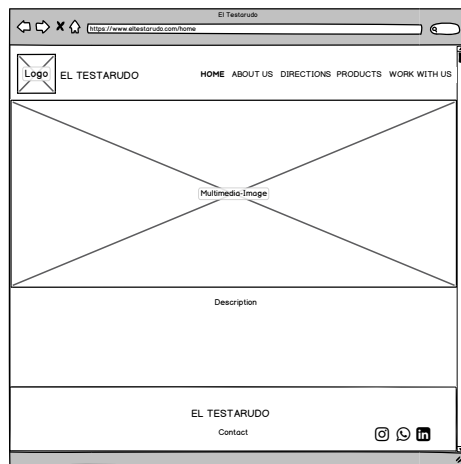 El Testarudo
https://www.eltestarudo.com/home
Logo
EL TESTARUDO
HOME ABOUT US DIRECTIONS PRODUCTS WORK WITH US
Multimedia-Image
Description
EL TESTARUDO
Contact
in